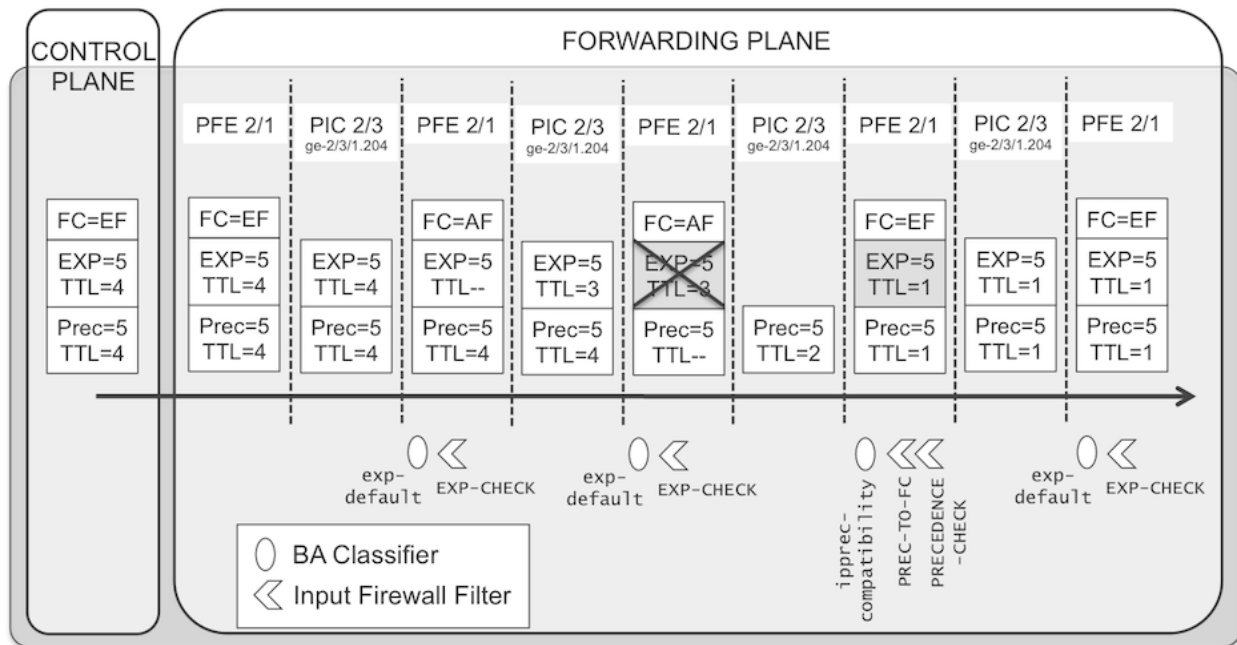 CONTROL
PLANE
FORWARDING PLANE
PFE 2/1
PIC 2/3
ge-2/3/1.204
PFE 2/1
PIC 2/3
ge-2/3/1.204
PFE 2/1
PIC 2/3
ge-2/3/1.204
PFE 2/1
PIC 2/3
ge-2/3/1.204
PFE 2/1
FC=EF
EXP=5
TTL=4
Prec=5
TTL=4
FC=EF
EXP=5
TTL=4
Prec=5
TTL=4
EXP=5
TTL=4
Prec=5
TTL=4
FC=AF
EXP=5
TTL--
Prec=5
TTL=4
EXP=5
TTL=3
Prec=5
TTL=4
FC=AF
EXP=5
TTL=3
Prec=5
TTL--
Prec=5
TTL=2
FC=EF
EXP=5
TTL=1
Prec=5
TTL=1
EXP=5
TTL=1
Prec=5
TTL=1
FC=EF
EXP=5
TTL=1
Prec=5
TTL=1
exp-
default
EXP-CHECK
exp-
default
EXP-CHECK
ipprec-
compatibility
PREC-TO-FC
PRECEDENCE
-CHECK
exp-
default
EXP-CHECK
BA Classifier
Input Firewall Filter